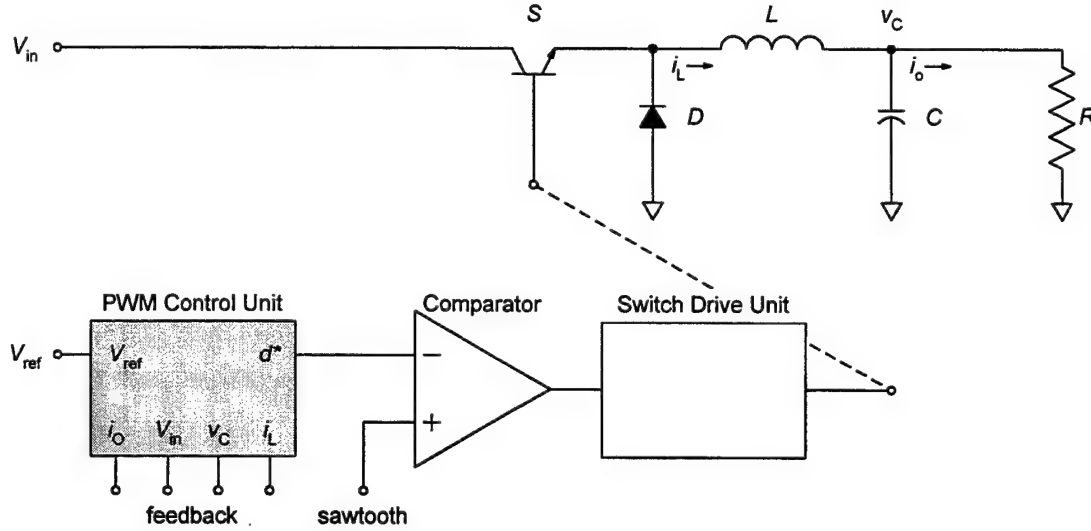 S
L
v_C
V_in
i_L
i_o
D
C
R
PWM Control Unit
Comparator
Switch Drive Unit
V_ref
V_ref
d*
−
+
i_O
V_in
v_C
i_L
feedback
sawtooth